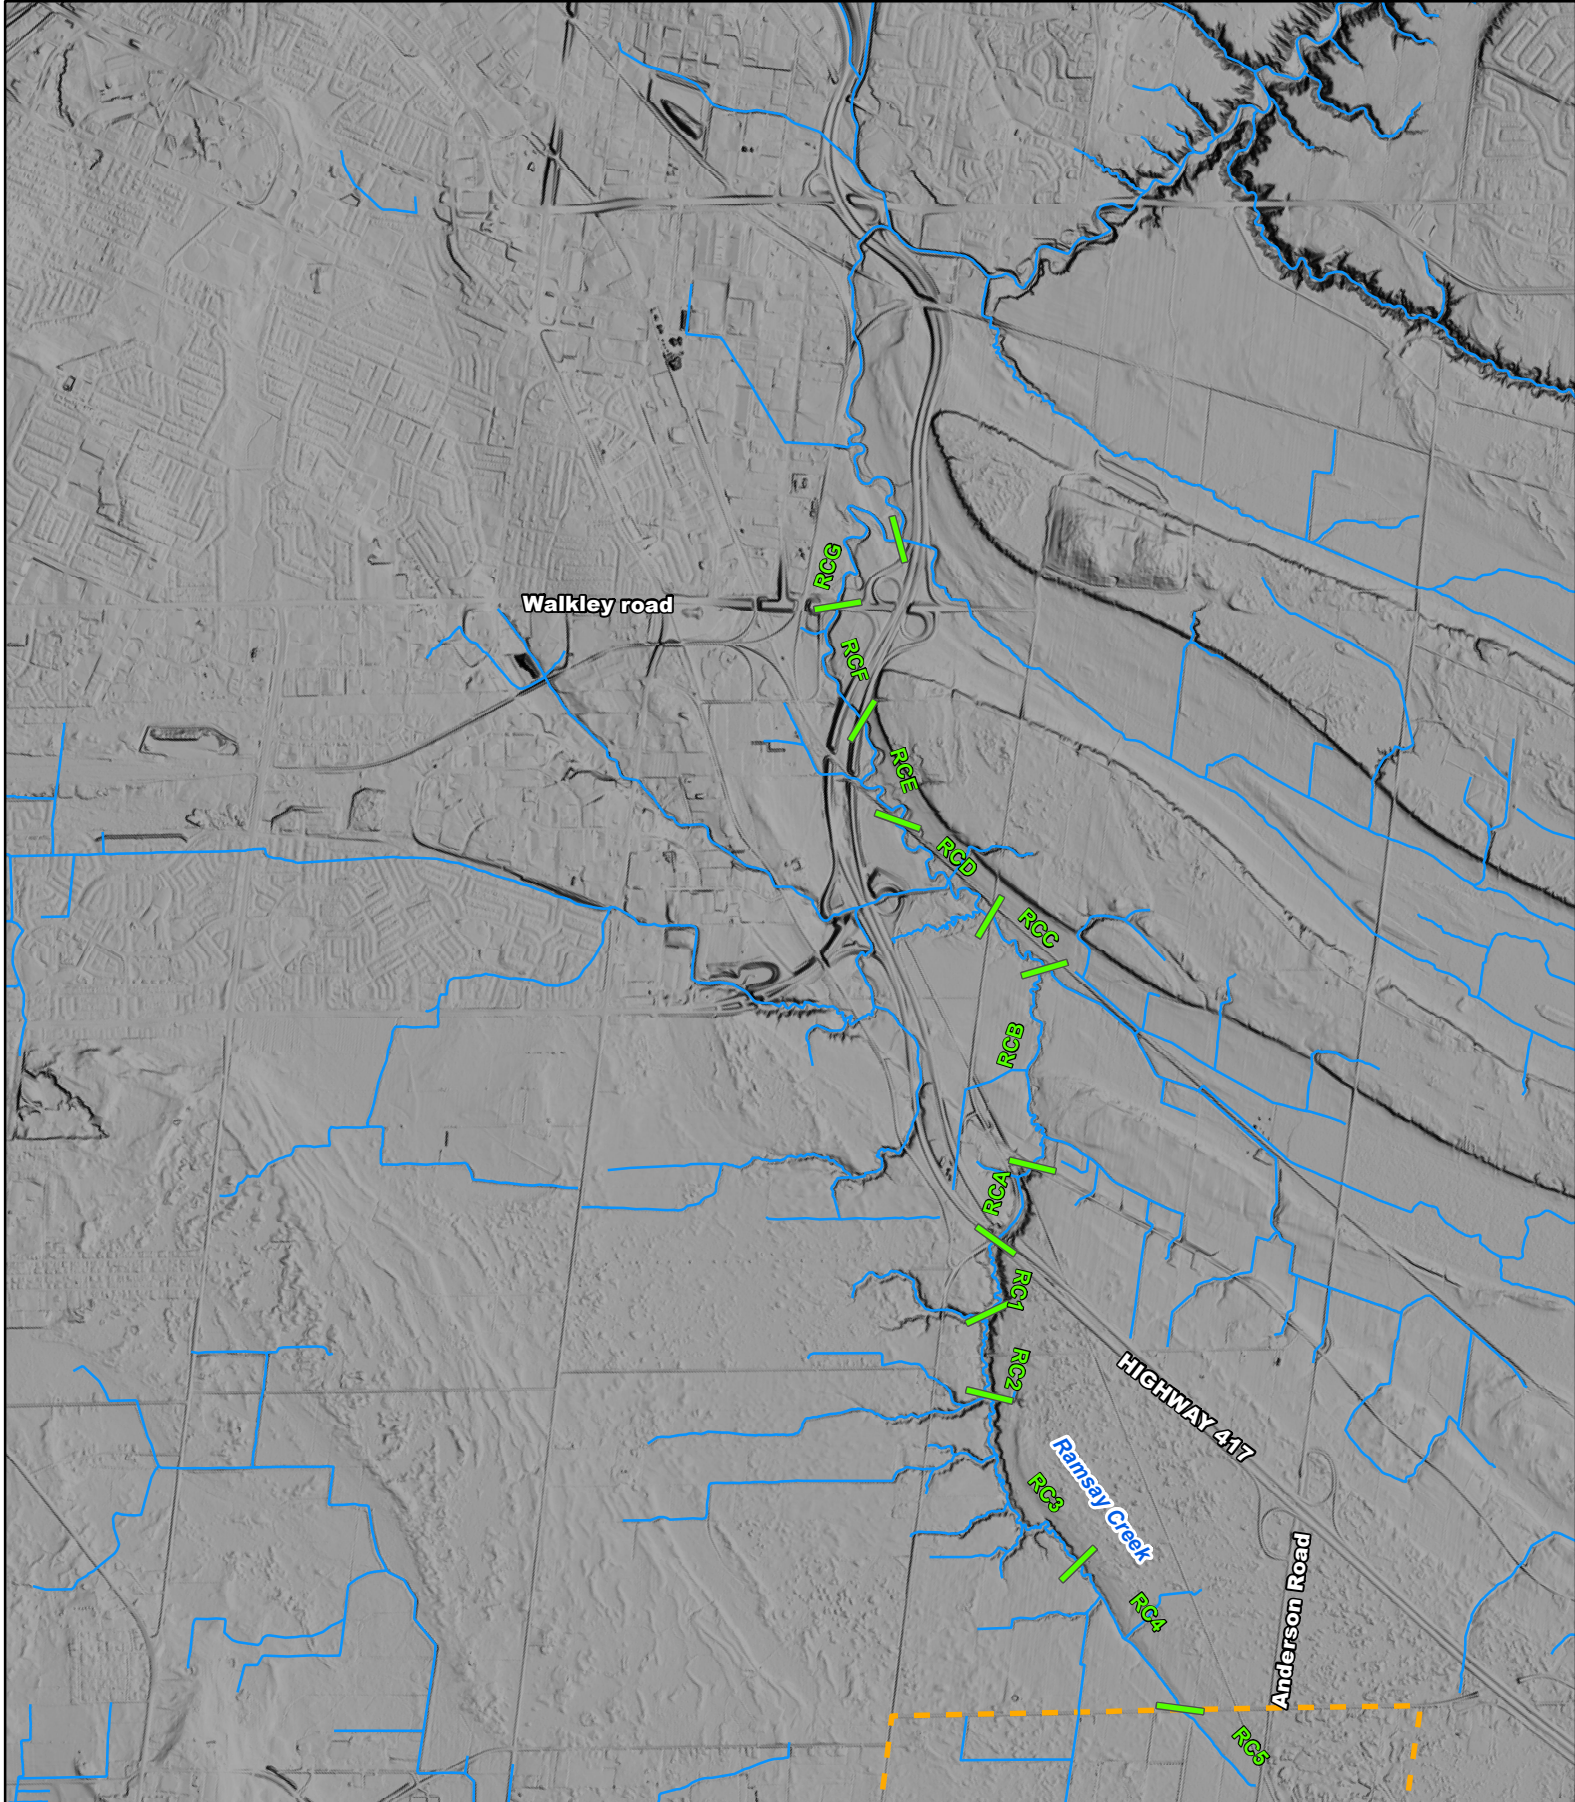 RCG
Walkley road
RCF
RCE
RCD
RCC
RCB
RCA
RC1
RC2
HIGHWAY 417
Ramsay Creek
RC3
RC4
Anderson Road
RC5